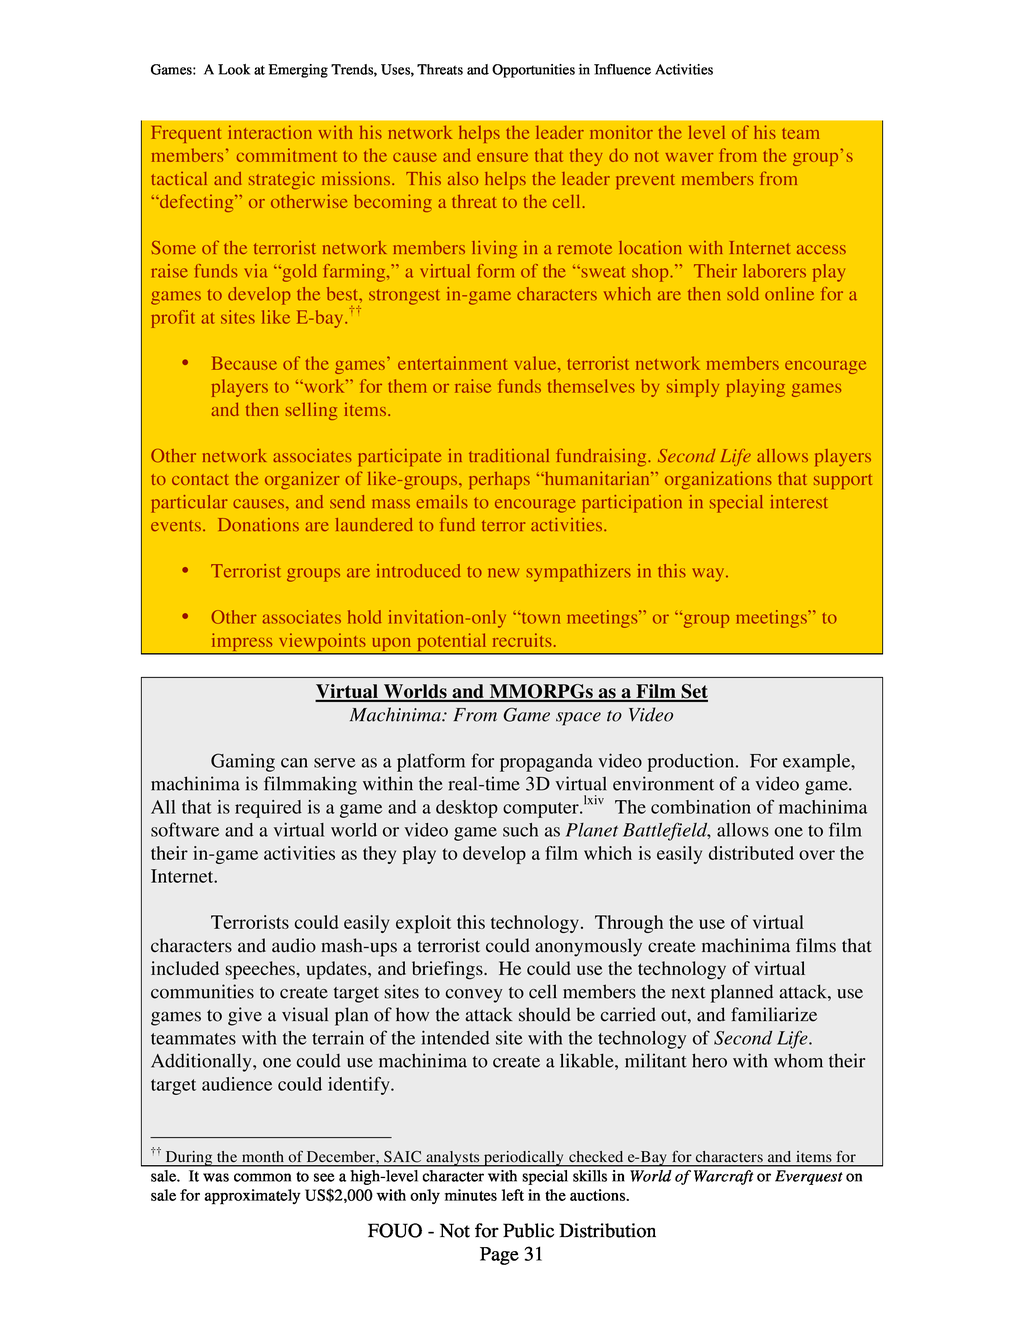 Games:  A Look at Emerging Trends, Uses, Threats and Opportunities in Influence Activities
Frequent interaction with his network helps the leader monitor the level of his team
members’ commitment to the cause and ensure that they do not waver from the group’s
tactical and strategic missions.  This also helps the leader prevent members from
“defecting” or otherwise becoming a threat to the cell.
Some of the terrorist network members living in a remote location with Internet access
raise funds via “gold farming,” a virtual form of the “sweat shop.”  Their laborers play
games to develop the best, strongest in-game characters which are then sold online for a
profit at sites like E-bay.††
• Because of the games’ entertainment value, terrorist network members encourage
players to “work” for them or raise funds themselves by simply playing games
and then selling items.
Other network associates participate in traditional fundraising. Second Life allows players
to contact the organizer of like-groups, perhaps “humanitarian” organizations that support
particular causes, and send mass emails to encourage participation in special interest
events.  Donations are laundered to fund terror activities.
• Terrorist groups are introduced to new sympathizers in this way.
• Other associates hold invitation-only “town meetings” or “group meetings” to
impress viewpoints upon potential recruits.
Virtual Worlds and MMORPGs as a Film Set
Machinima: From Game space to Video
Gaming can serve as a platform for propaganda video production.  For example,
machinima is filmmaking within the real-time 3D virtual environment of a video game.
All that is required is a game and a desktop computer.lxiv  The combination of machinima
software and a virtual world or video game such as Planet Battlefield, allows one to film
their in-game activities as they play to develop a film which is easily distributed over the
Internet.
Terrorists could easily exploit this technology.  Through the use of virtual
characters and audio mash-ups a terrorist could anonymously create machinima films that
included speeches, updates, and briefings.  He could use the technology of virtual
communities to create target sites to convey to cell members the next planned attack, use
games to give a visual plan of how the attack should be carried out, and familiarize
teammates with the terrain of the intended site with the technology of Second Life.
Additionally, one could use machinima to create a likable, militant hero with whom their
target audience could identify.
†† During the month of December, SAIC analysts periodically checked e-Bay for characters and items for
sale.  It was common to see a high-level character with special skills in World of Warcraft or Everquest on
sale for approximately US$2,000 with only minutes left in the auctions.
FOUO - Not for Public Distribution
Page 31